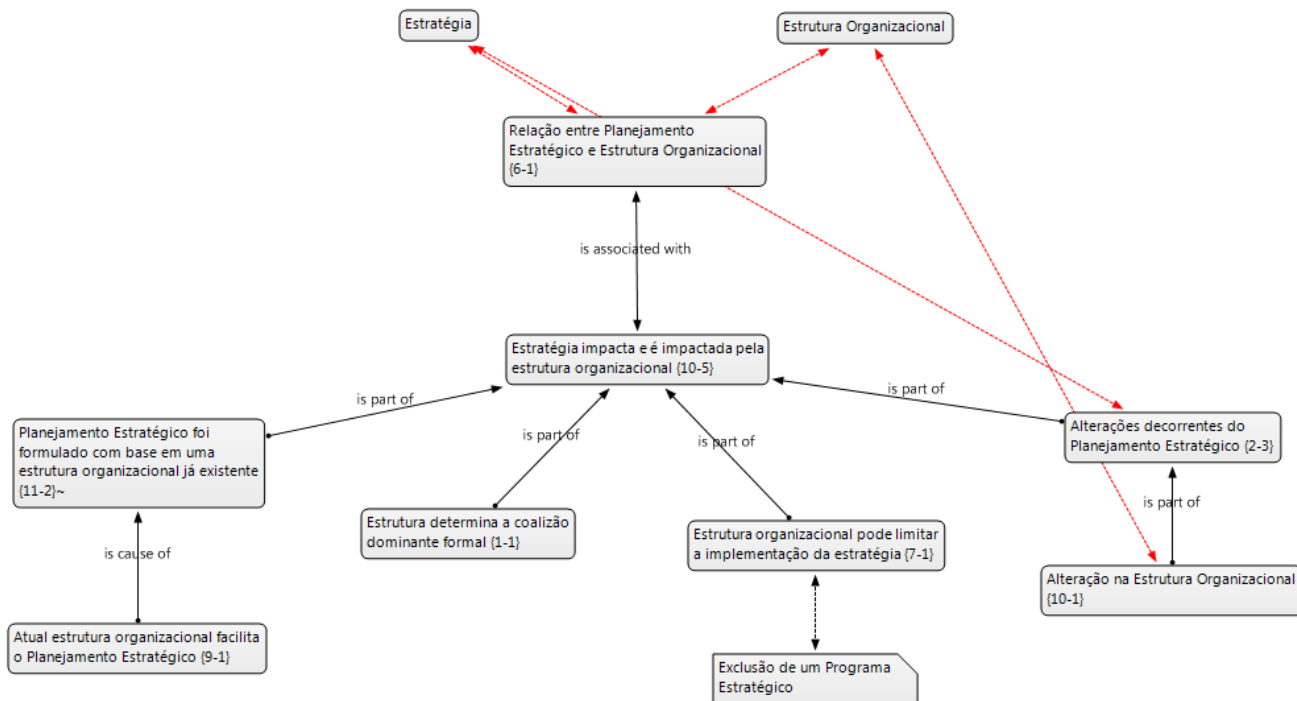 Estratégia
Estrutura Organizacional
Relação entre Planejamento
Estratégico e Estrutura Organizacional
{6-1}
is associated with
Estratégia impacta e é impactada pela
estrutura organizacional {10-5}
is part of
is part of
is part of
is part of
Planejamento Estratégico foi
formulado com base em uma
estrutura organizacional já existente
{11-2}~
Alterações decorrentes do
Planejamento Estratégico {2-3}
is cause of
Estrutura determina a coalizão
dominante formal {1-1}
Estrutura organizacional pode limitar
a implementação da estratégia {7-1}
is part of
Alteração na Estrutura Organizacional
{10-1}
Atual estrutura organizacional facilita
o Planejamento Estratégico {9-1}
Exclusão de um Programa
Estratégico